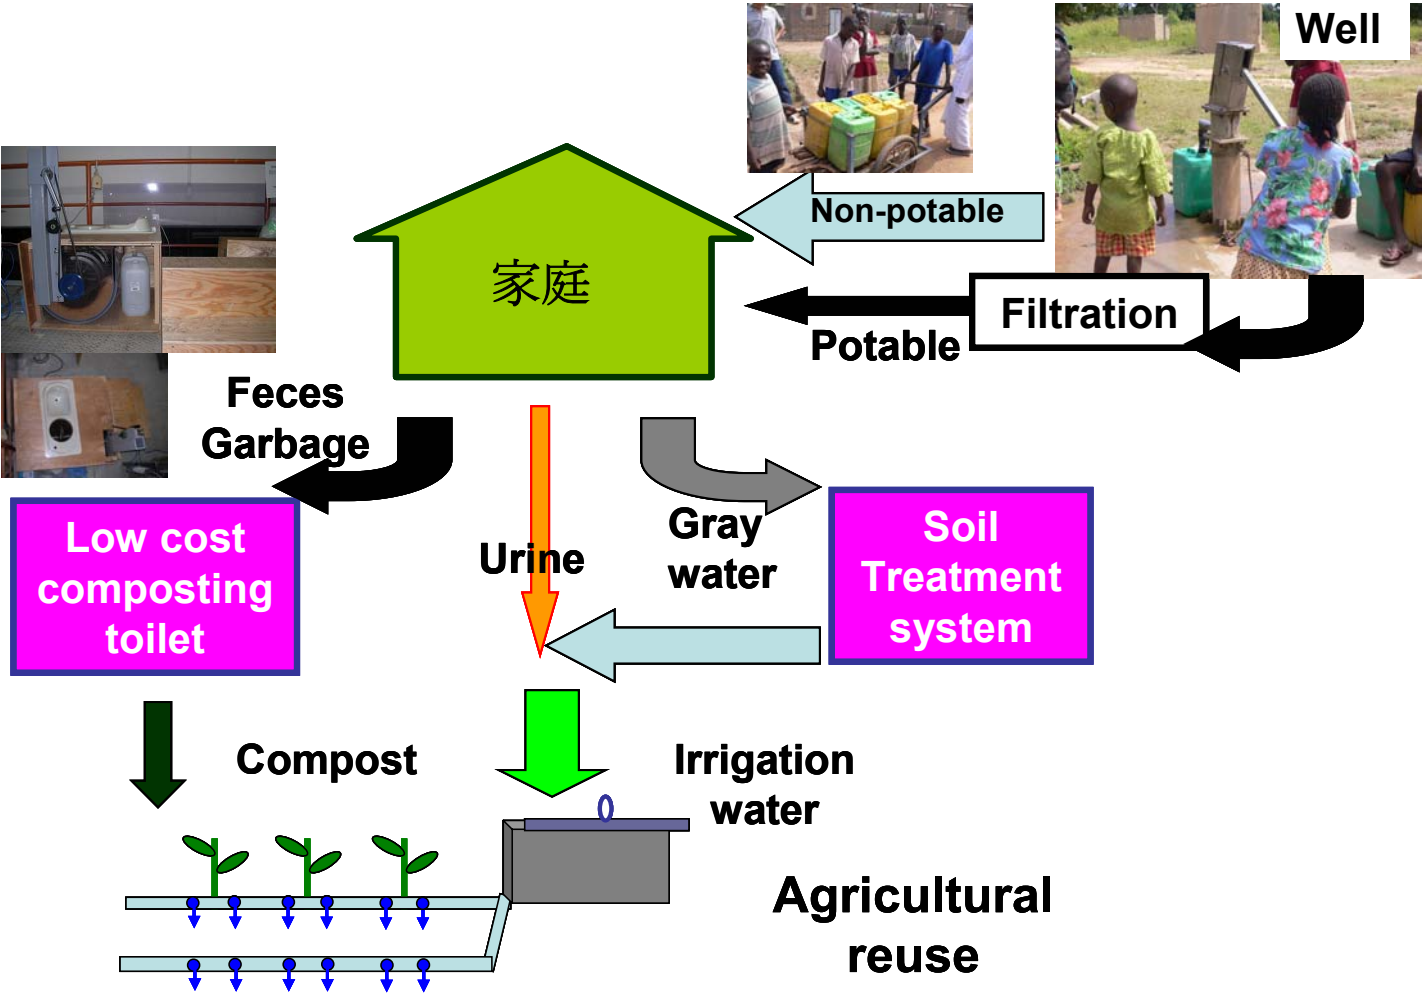 Well
Non-potable
家庭
Filtration
Potable
Feces
Garbage
Low cost
composting
toilet
Urine
Gray
water
Soil
Treatment
system
Compost
Irrigation
water
Agricultural
reuse